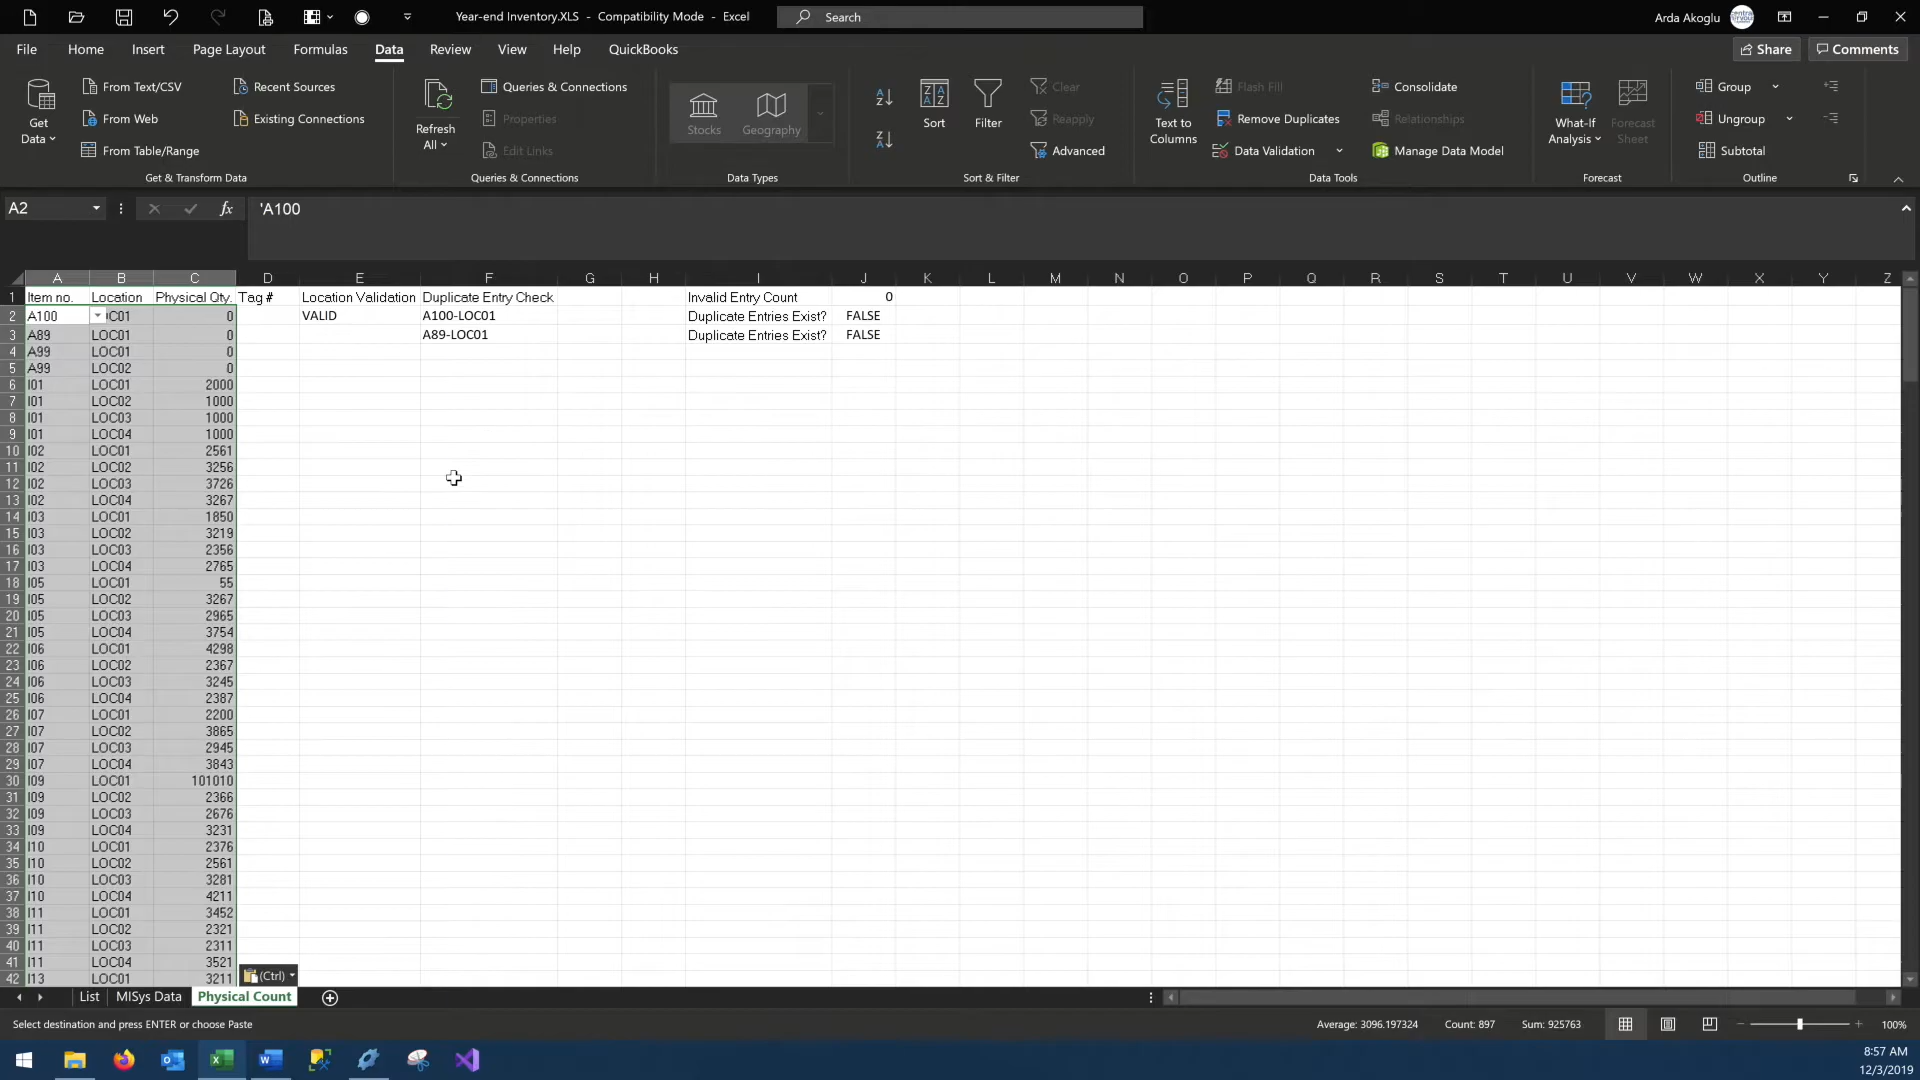 Year-end Inventory.XLS - Compatibility Mode - Excel
Search
Arda Akoglu
File Home Insert Page Layout Formulas Data Review View Help QuickBooks
Share Comments
Get Data
From Text/CSV
From Web
From Table/Range
Recent Sources
Existing Connections
Get & Transform Data
Refresh All
Queries & Connections
Properties
Edit Links
Queries & Connections
Stocks Geography
Data Types
Sort Filter
Clear
Reapply
Advanced
Sort & Filter
Text to Columns
Flash Fill
Remove Duplicates
Data Validation
Consolidate
Relationships
Manage Data Model
Data Tools
What-If Analysis
Forecast Sheet
Forecast
Group
Ungroup
Subtotal
Outline
A2 fx 'A100
A B C D E F G H I J K L M N O P Q R S T U V W X Y Z
1 Item no. Location Physical Qty. Tag # Location Validation Duplicate Entry Check Invalid Entry Count 0
2 A100 C01 0 VALID A100-LOC01 Duplicate Entries Exist? FALSE
3 A89 LOC01 0 A89-LOC01 Duplicate Entries Exist? FALSE
4 A99 LOC01 0
5 A99 LOC02 0
6 I01 LOC01 2000
7 I01 LOC02 1000
8 I01 LOC03 1000
9 I01 LOC04 1000
10 I02 LOC01 2561
11 I02 LOC02 3256
12 I02 LOC03 3726
13 I02 LOC04 3267
14 I03 LOC01 1850
15 I03 LOC02 3219
16 I03 LOC03 2356
17 I03 LOC04 2765
18 I05 LOC01 55
19 I05 LOC02 3267
20 I05 LOC03 2965
21 I05 LOC04 3754
22 I06 LOC01 4298
23 I06 LOC02 2367
24 I06 LOC03 3245
25 I06 LOC04 2387
26 I07 LOC01 2200
27 I07 LOC02 3865
28 I07 LOC03 2945
29 I07 LOC04 3843
30 I09 LOC01 101010
31 I09 LOC02 2366
32 I09 LOC03 2676
33 I09 LOC04 3231
34 I10 LOC01 2376
35 I10 LOC02 2561
36 I10 LOC03 3281
37 I10 LOC04 4211
38 I11 LOC01 3452
39 I11 LOC02 2321
40 I11 LOC03 2311
41 I11 LOC04 3521
42 I13 LOC01 3211
(Ctrl)
List MISys Data Physical Count
Select destination and press ENTER or choose Paste Average: 3096.197324 Count: 897 Sum: 925763 100%
8:57 AM
12/3/2019